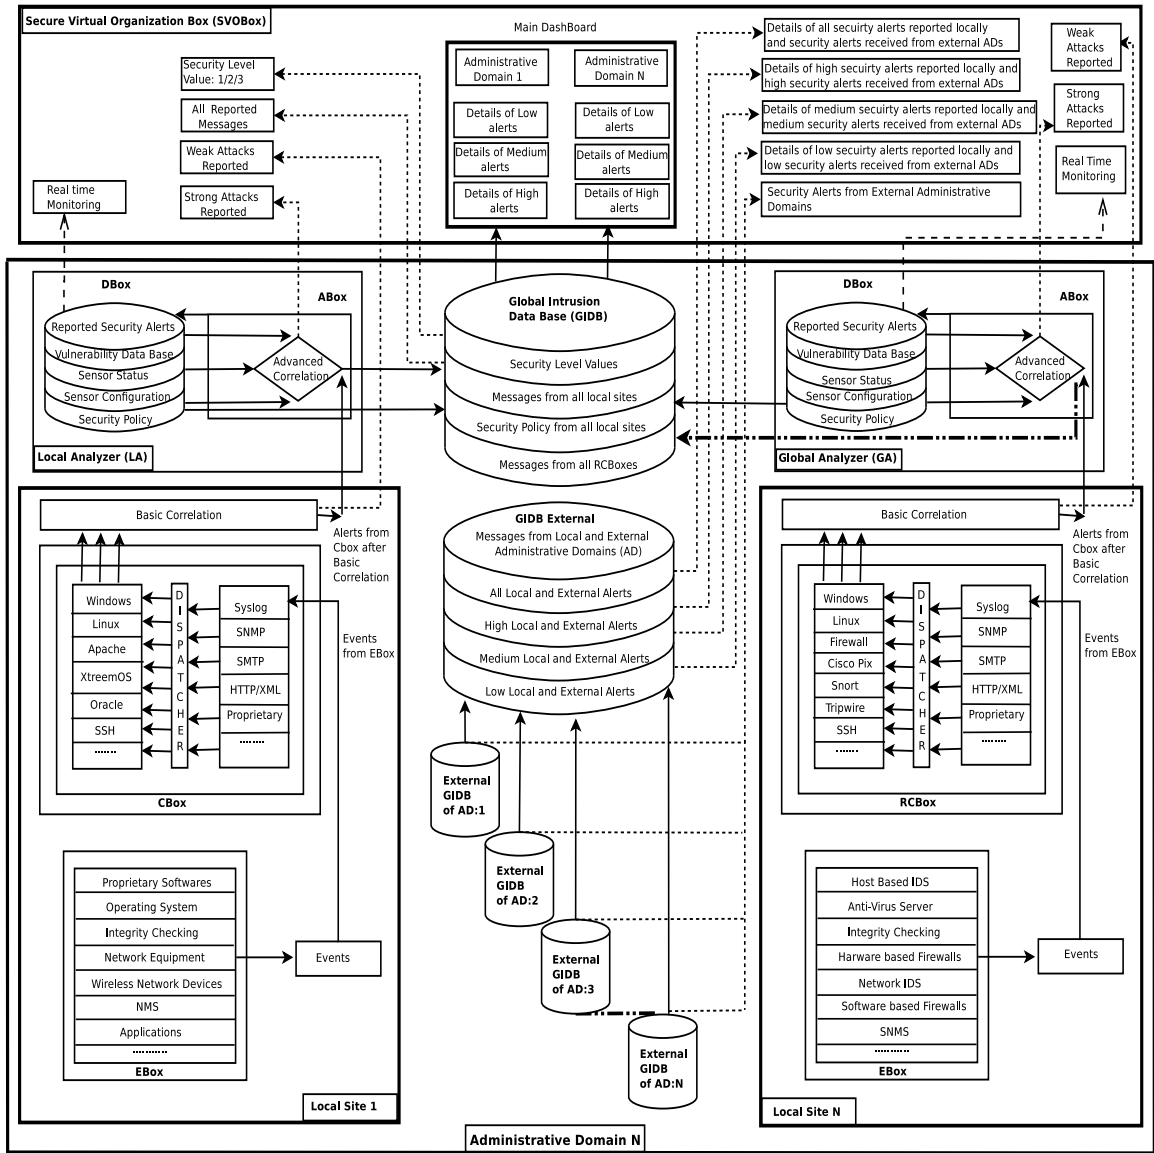 Secure Virtual Organization Box (SVOBox)
Main DashBoard
Security Level
Value: 1/2/3
All Reported
Messages
Weak Attacks
Reported
Strong Attacks
Reported
Real time
Monitoring
Administrative
Domain 1
Administrative
Domain N
Details of Low
alerts
Details of Low
alerts
Details of Medium
alerts
Details of Medium
alerts
Details of High
alerts
Details of High
alerts
Details of all secuirty alerts reported locally
and security alerts received from external ADs
Details of high secuirty alerts reported locally and
high security alerts received from external ADs
Details of medium secuirty alerts reported locally and
medium security alerts received from external ADs
Details of low security alerts reported locally and
low security alerts received from external ADs
Security Alerts from External Administrative
Domains
Weak
Attacks
Reported
Strong
Attacks
Reported
Real Time
Monitoring
DBox
ABox
Reported Security Alerts
Vulnerability Data Base
Sensor Status
Sensor Configuration
Security Policy
Advanced
Correlation
Local Analyzer (LA)
Global Intrusion
Data Base (GIDB)
Security Level Values
Messages from all local sites
Security Policy from all local sites
Messages from all RCBoxes
DBox
ABox
Reported Security Alerts
Vulnerability Data Base
Sensor Status
Sensor Configuration
Security Policy
Advanced
Correlation
Global Analyzer (GA)
Basic Correlation
Alerts from
Cbox after
Basic
Correlation
Windows
Linux
Apache
XtreemOS
Oracle
SSH
.......
D
I
S
P
A
T
C
H
E
R
Syslog
SNMP
SMTP
HTTP/XML
Proprietary
........
Events
from EBox
CBox
Proprietary Softwares
Operating System
Integrity Checking
Network Equipment
Wireless Network Devices
NMS
Applications
..........
EBox
Events
Local Site 1
GIDB External
Messages from Local and External
Administrative Domains (AD)
All Local and External Alerts
High Local and External Alerts
Medium Local and External Alerts
Low Local and External Alerts
External
GIDB
of AD:1
External
GIDB
of AD:2
External
GIDB
of AD:3
External
GIDB
of AD:N
Basic Correlation
Alerts from
Cbox after
Basic
Correlation
Windows
Linux
Firewall
Cisco Pix
Snort
Tripwire
SSH
.......
D
I
S
P
A
T
C
H
E
R
Syslog
SNMP
SMTP
HTTP/XML
Proprietary
........
Events
from EBox
RCBox
Host Based IDS
Anti-Virus Server
Integrity Checking
Harware based Firewalls
Network IDS
Software based Firewalls
SNMS
..........
EBox
Events
Local Site N
Administrative Domain N